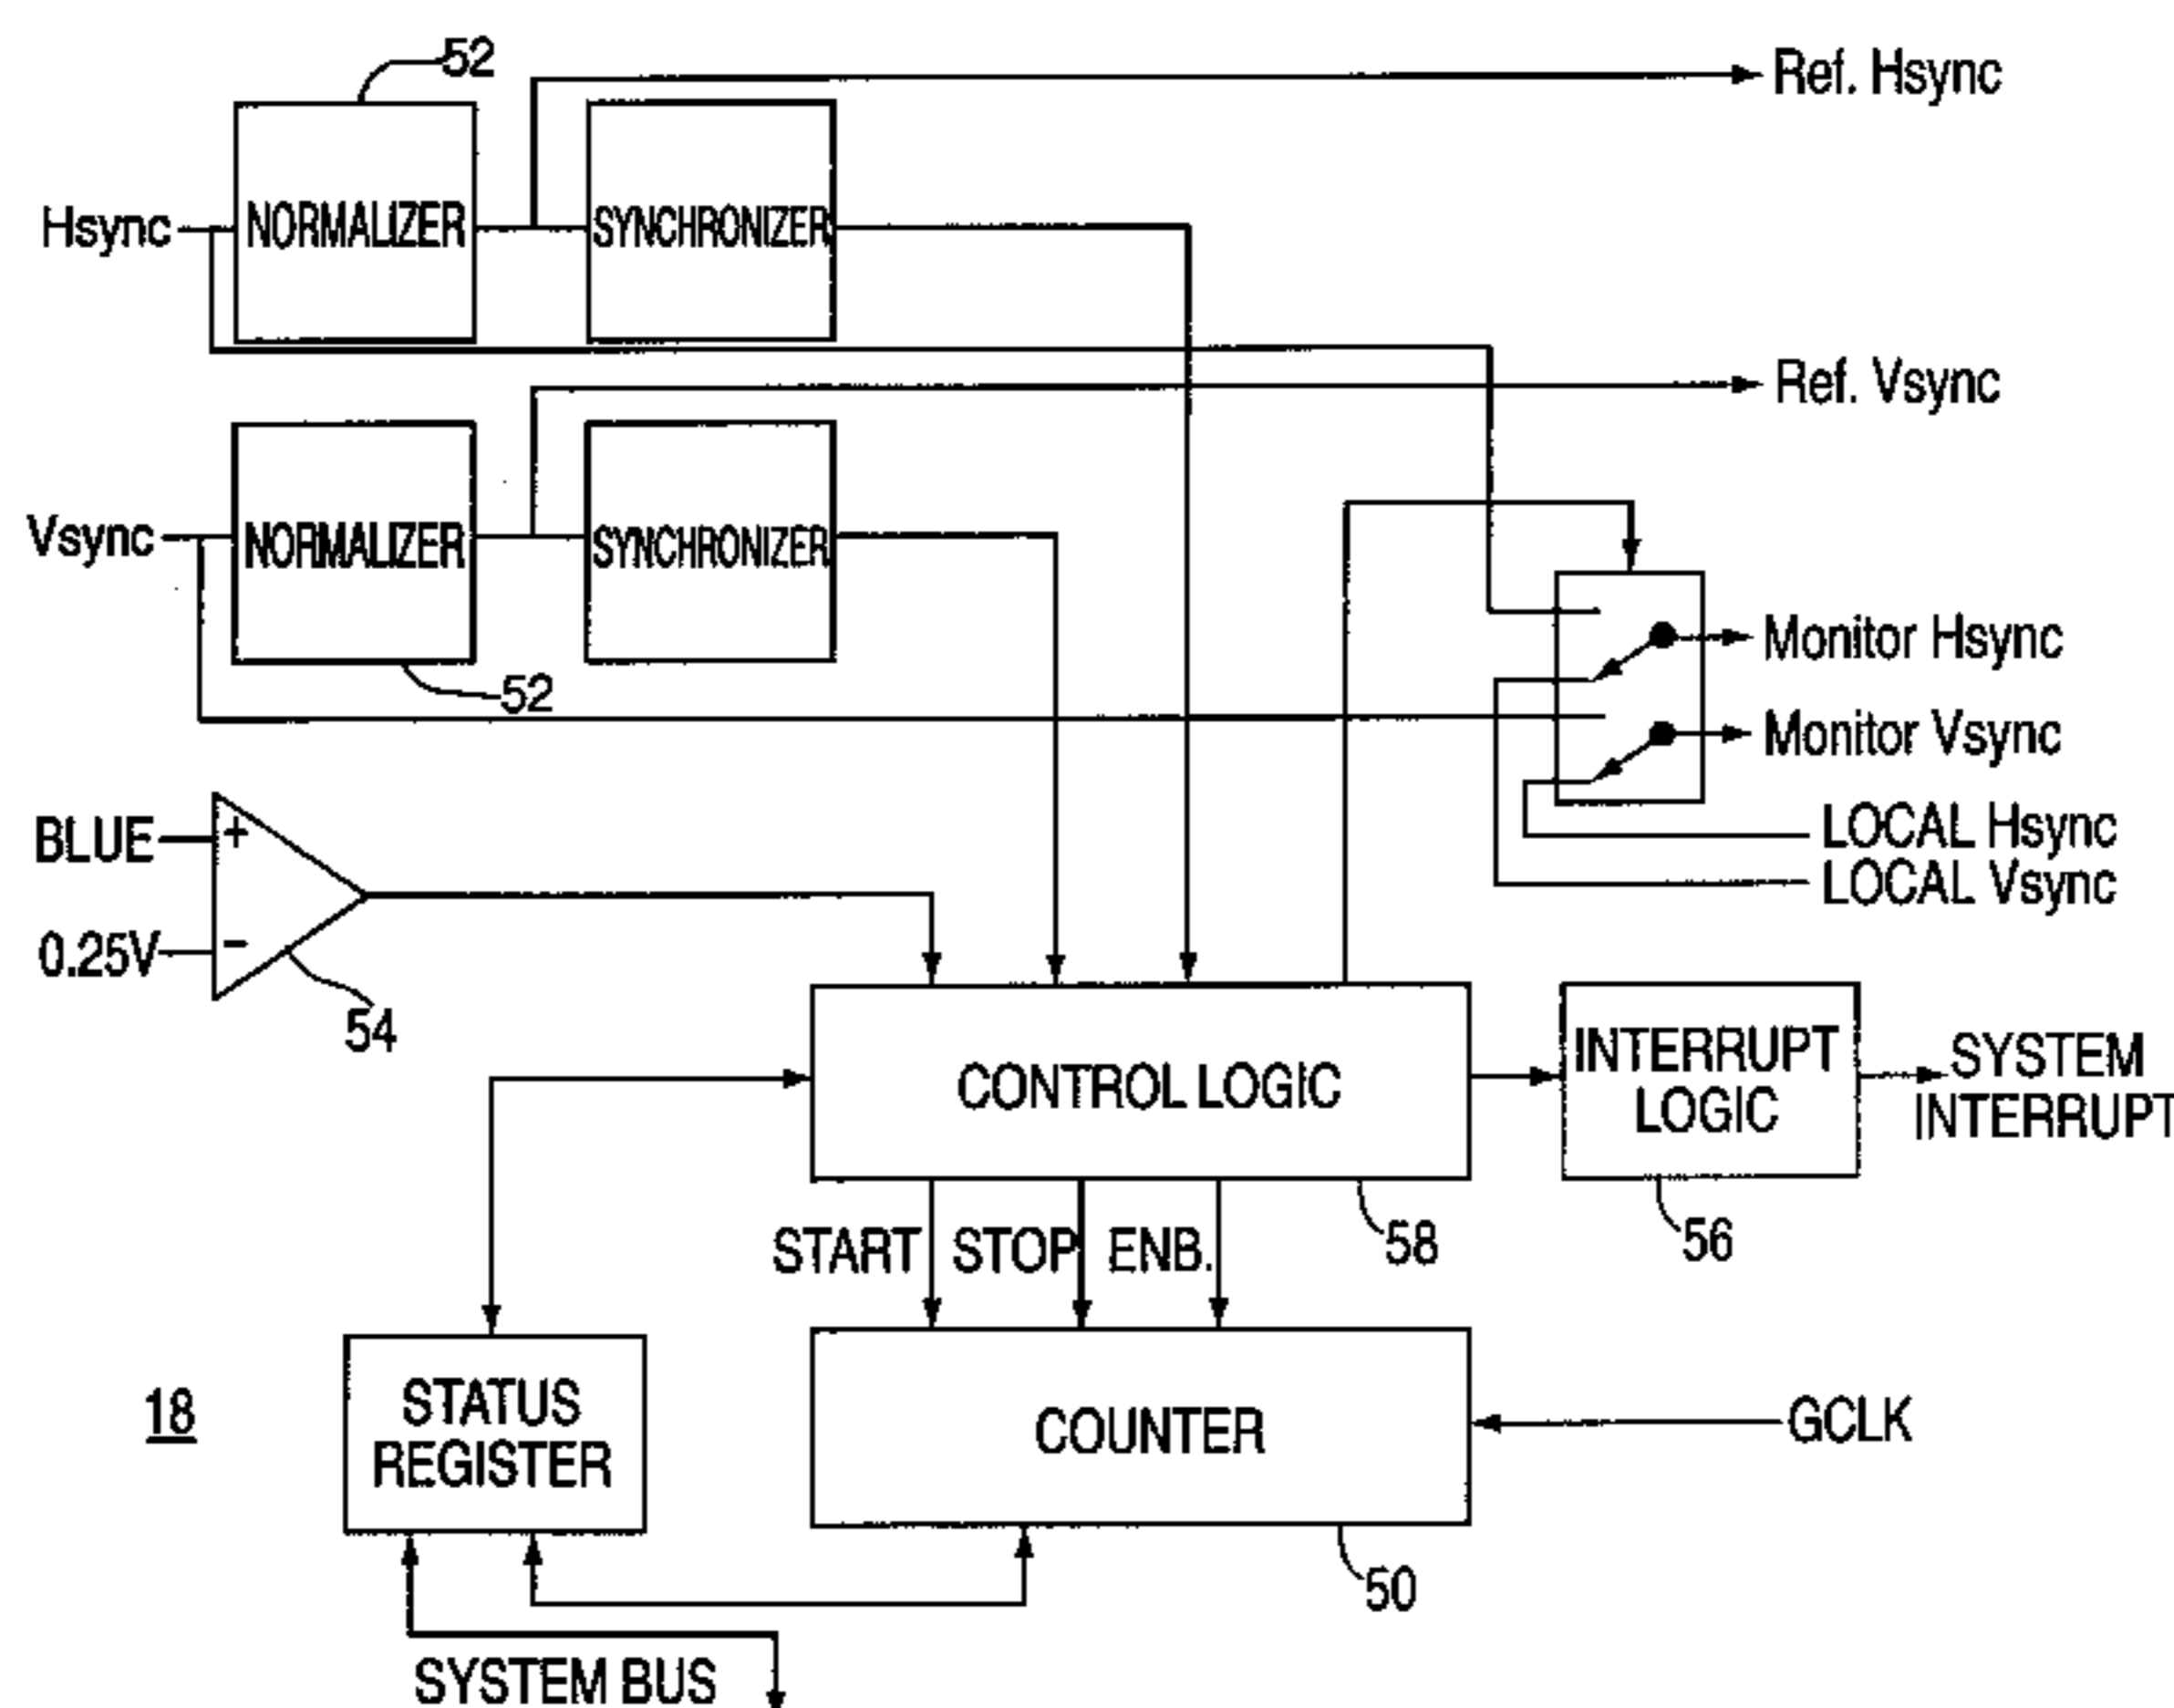 52
Ref. Hsync
Hsync
NORMALIZER
SYNCHRONIZER
Ref. Vsync
Vsync
NORMALIZER
SYNCHRONIZER
52
Monitor Hsync
Monitor Vsync
LOCAL Hsync
LOCAL Vsync
BLUE
+
0.25V
-
54
CONTROL LOGIC
58
INTERRUPT
LOGIC
56
SYSTEM
INTERRUPT
START
STOP
ENB.
18
STATUS
REGISTER
COUNTER
GCLK
50
SYSTEM BUS